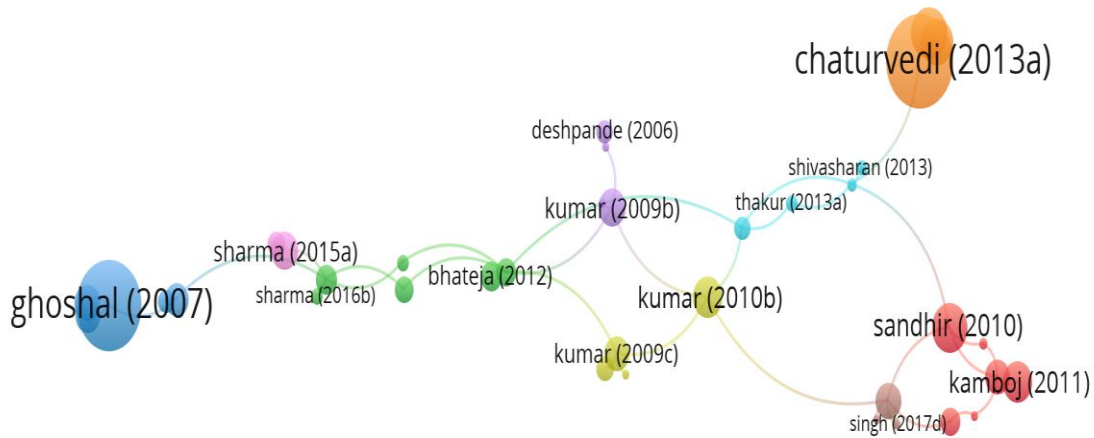 chaturvedi (2013a)
deshpande (2006)
shivasharan (2013)
thakur (2013a)
kumar (2009b)
sharma (2015a)
bhateja (2012)
sharma (2016b)
ghoshal (2007)
kumar (2010b)
sandhir (2010)
kumar (2009c)
kamboj (2011)
singh (2017d)